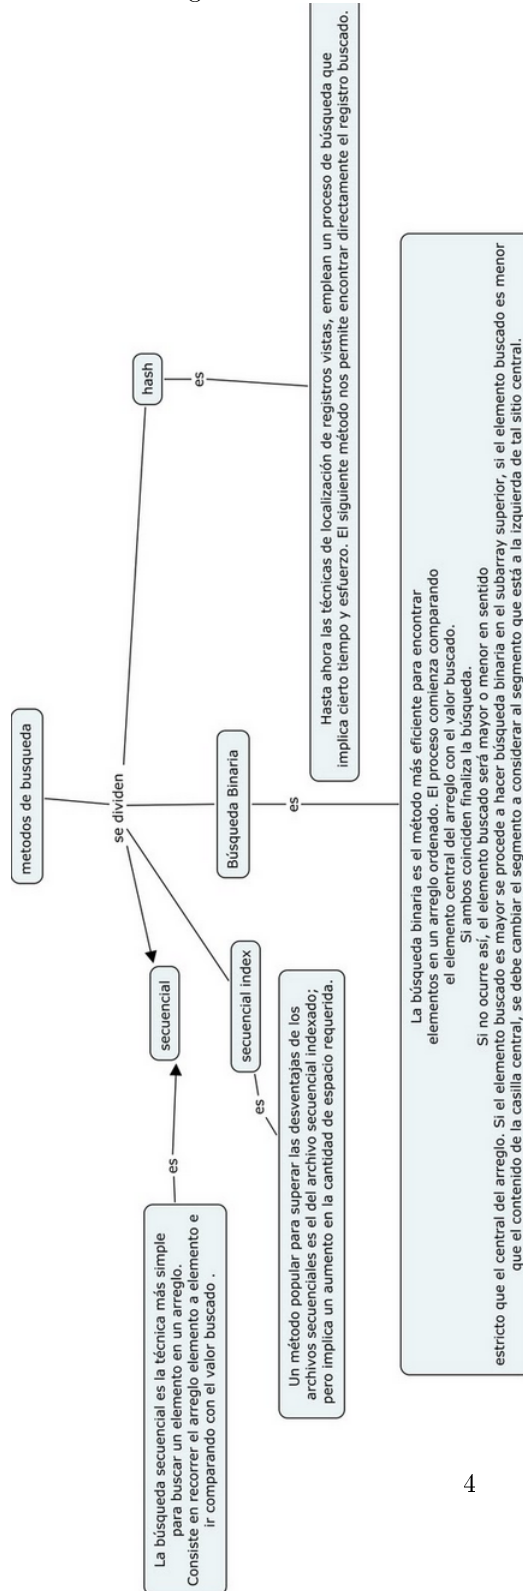 metodos de busqueda
se dividen
secuencial
es
La búsqueda secuencial es la técnica más simple
para buscar un elemento en un arreglo.
Consiste en recorrer el arreglo elemento a elemento e
ir comparando con el valor buscado .
secuencial index
es
Un método popular para superar las desventajas de los
archivos secuenciales es el del archivo secuencial indexado;
pero implica un aumento en la cantidad de espacio requerida.
Búsqueda Binaria
es
La búsqueda binaria es el método más eficiente para encontrar
elementos en un arreglo ordenado. El proceso comienza comparando
el elemento central del arreglo con el valor buscado.
Si ambos coinciden finaliza la búsqueda.
Si no ocurre así, el elemento buscado será mayor o menor en sentido
estricto que el central del arreglo. Si el elemento buscado es mayor se procede a hacer búsqueda binaria en el subarray superior, si el elemento buscado es menor
que el contenido de la casilla central, se debe cambiar el segmento a considerar al segmento que está a la izquierda de tal sitio central.
hash
es
Hasta ahora las técnicas de localización de registros vistas, emplean un proceso de búsqueda que
implica cierto tiempo y esfuerzo. El siguiente método nos permite encontrar directamente el registro buscado.
4